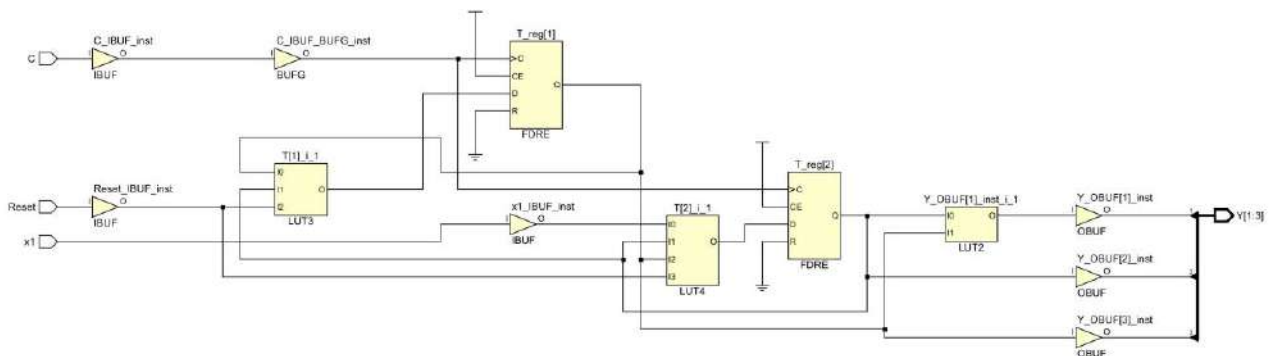 C
C_IBUF_inst
I
O
IBUF
C_IBUF_BUFG_inst
I
O
BUFG
T_reg[1]
C
CE
D
R
Q
FDRE
T[1]_i_1
I0
I1
I2
O
LUT3
Reset
Reset_IBUF_inst
I
O
IBUF
x1
x1_IBUF_inst
I
O
IBUF
T[2]_i_1
I0
I1
I2
I3
O
LUT4
T_reg[2]
C
CE
D
R
Q
FDRE
Y_OBUF[1]_inst_i_1
I0
I1
O
LUT2
Y_OBUF[1]_inst
I
O
OBUF
Y_OBUF[2]_inst
I
O
OBUF
Y_OBUF[3]_inst
I
O
OBUF
Y[1:3]